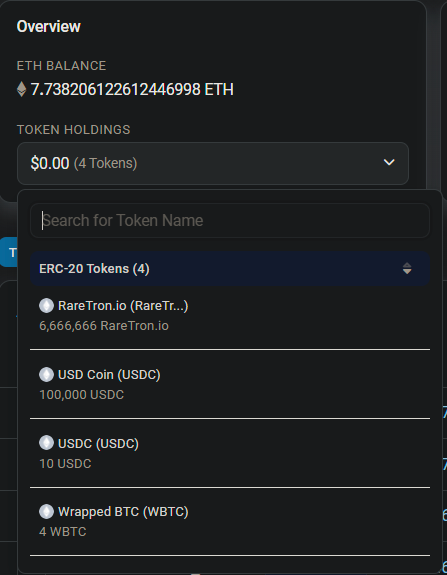 Overview
ETH BALANCE
7.738206122612446998 ETH
TOKEN HOLDINGS
$0.00 (4 Tokens)
Search for Token Name
T
ERC-20 Tokens (4)
RareTron.io (RareTr...)
6,666,666 RareTron.io
USD Coin (USDC)
100,000 USDC
USDC (USDC)
10 USDC
Wrapped BTC (WBTC)
4 WBTC